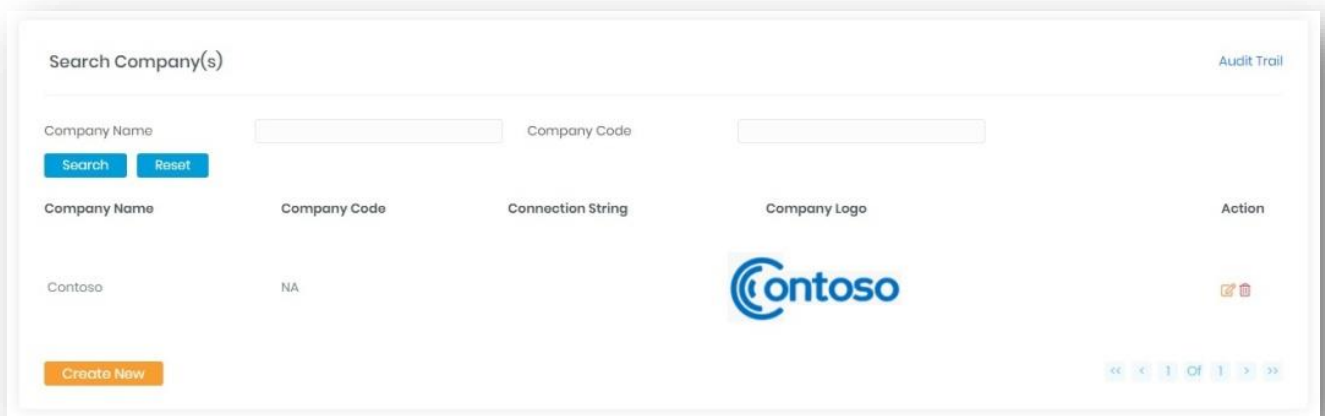 Search Company(s) Audit Trail
Company Name Company Code
Search Reset
Company Name Company Code Connection String Company Logo Action
Contoso NA Contoso
Create New << < 1 Of 1 > >>